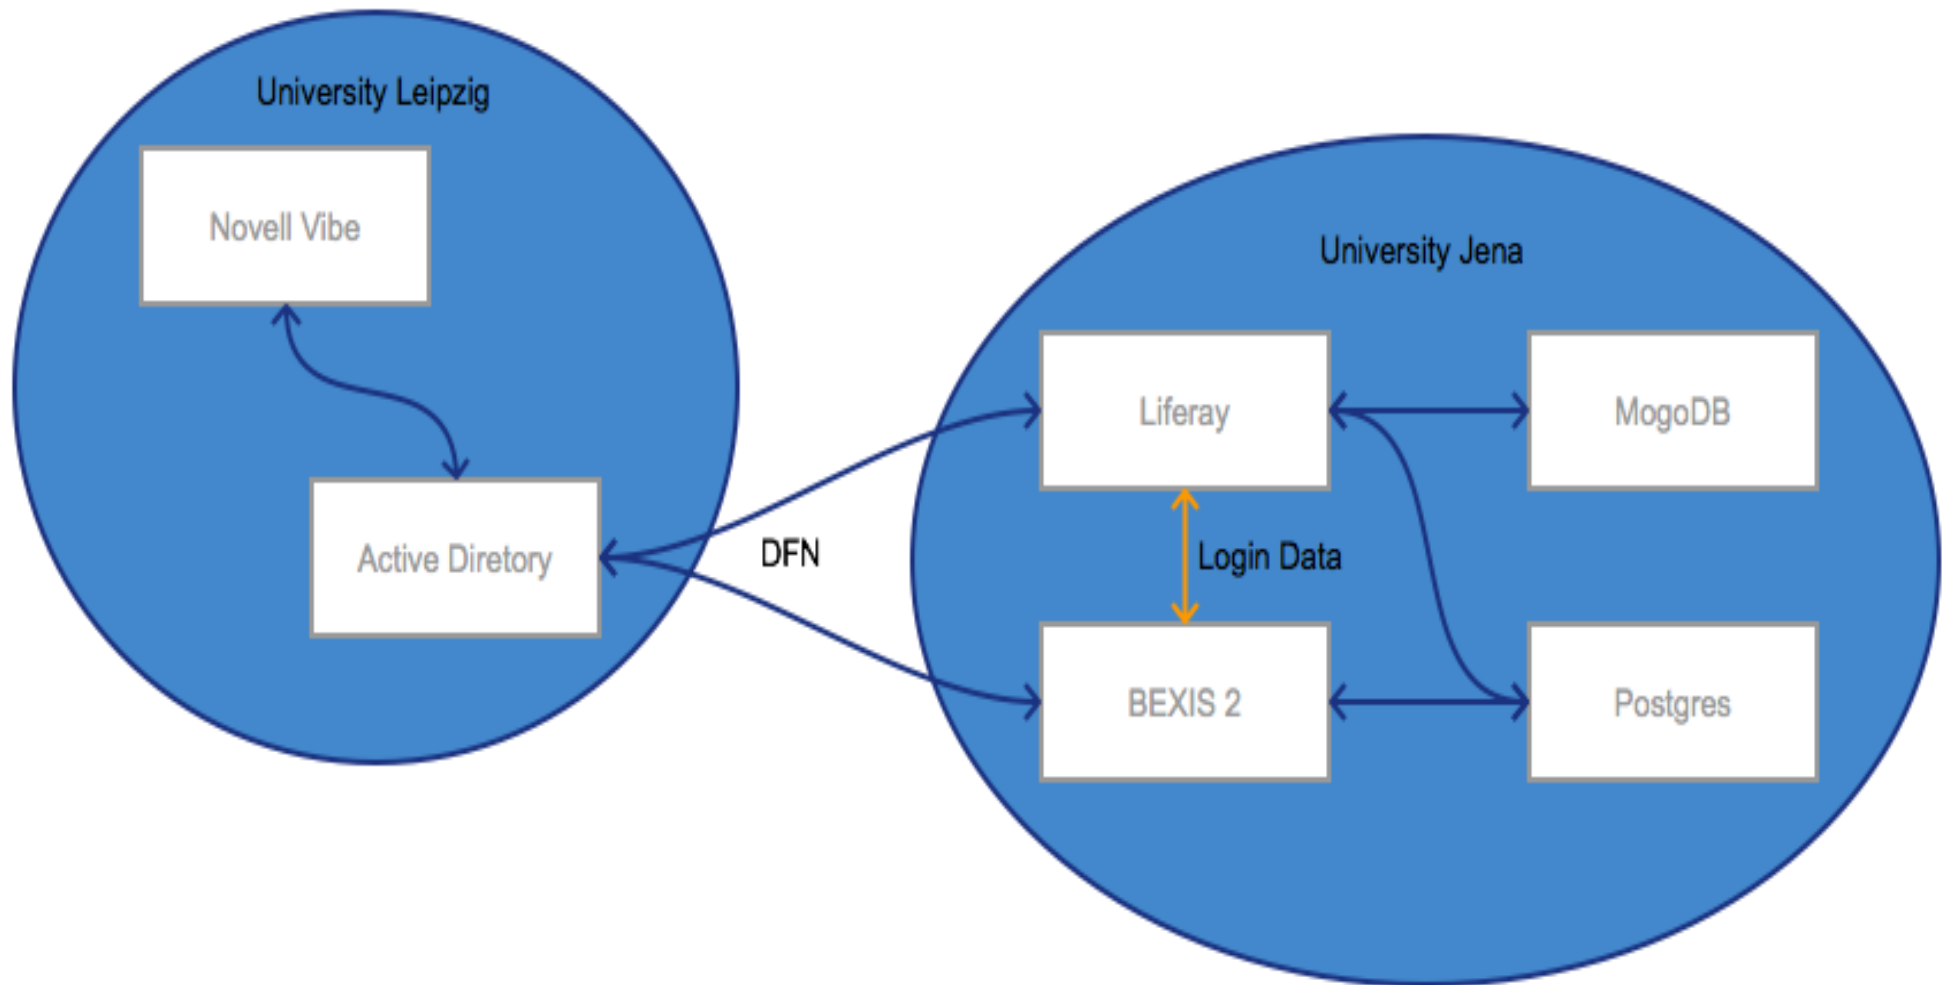 University Leipzig
Novell Vibe
Active Diretory
DFN
University Jena
Liferay
MogoDB
Login Data
BEXIS 2
Postgres